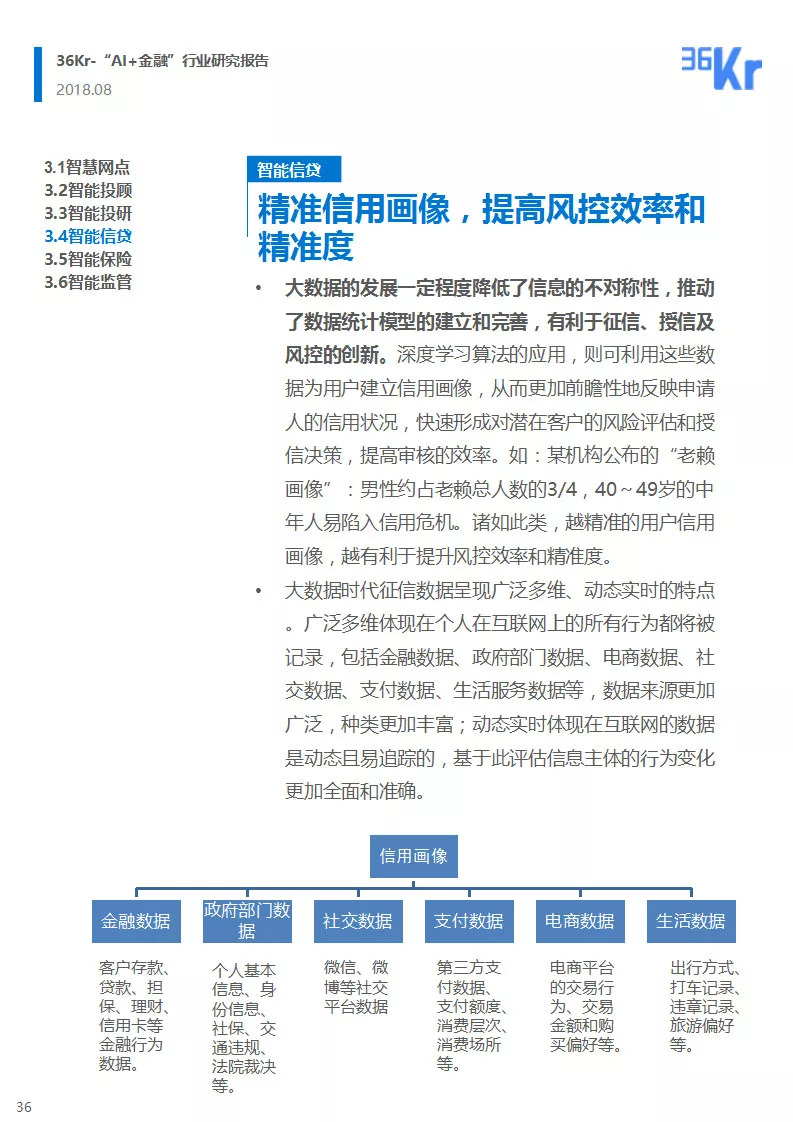 36Kr-“AI+金融”行业研究报告
2018.08
36Kr
3.1智慧网点
3.2智能投顾
3.3智能投研
3.4智能信贷
3.5智能保险
3.6智能监管
智能信贷
精准信用画像，提高风控效率和
精准度
• 大数据的发展一定程度降低了信息的不对称性，推动
了数据统计模型的建立和完善，有利于征信、授信及
风控的创新。深度学习算法的应用，则可利用这些数
据为用户建立信用画像，从而更加前瞻性地反映申请
人的信用状况，快速形成对潜在客户的风险评估和授
信决策，提高审核的效率。如：某机构公布的“老赖
画像”：男性约占老赖总人数的3/4，40～49岁的中
年人易陷入信用危机。诸如此类，越精准的用户信用
画像，越有利于提升风控效率和精准度。
• 大数据时代征信数据呈现广泛多维、动态实时的特点
。广泛多维体现在个人在互联网上的所有行为都将被
记录，包括金融数据、政府部门数据、电商数据、社
交数据、支付数据、生活服务数据等，数据来源更加
广泛，种类更加丰富；动态实时体现在互联网的数据
是动态且易追踪的，基于此评估信息主体的行为变化
更加全面和准确。
信用画像
金融数据
客户存款、
贷款、担
保、理财、
信用卡等
金融行为
数据。
政府部门数
据
个人基本
信息、身
份信息、
社保、交
通违规、
法院裁决
等。
社交数据
微信、微
博等社交
平台数据
支付数据
第三方支
付数据、
支付额度、
消费层次、
消费场所
等。
电商数据
电商平台
的交易行
为、交易
金额和购
买偏好等。
生活数据
出行方式、
打车记录、
违章记录、
旅游偏好
等。
36